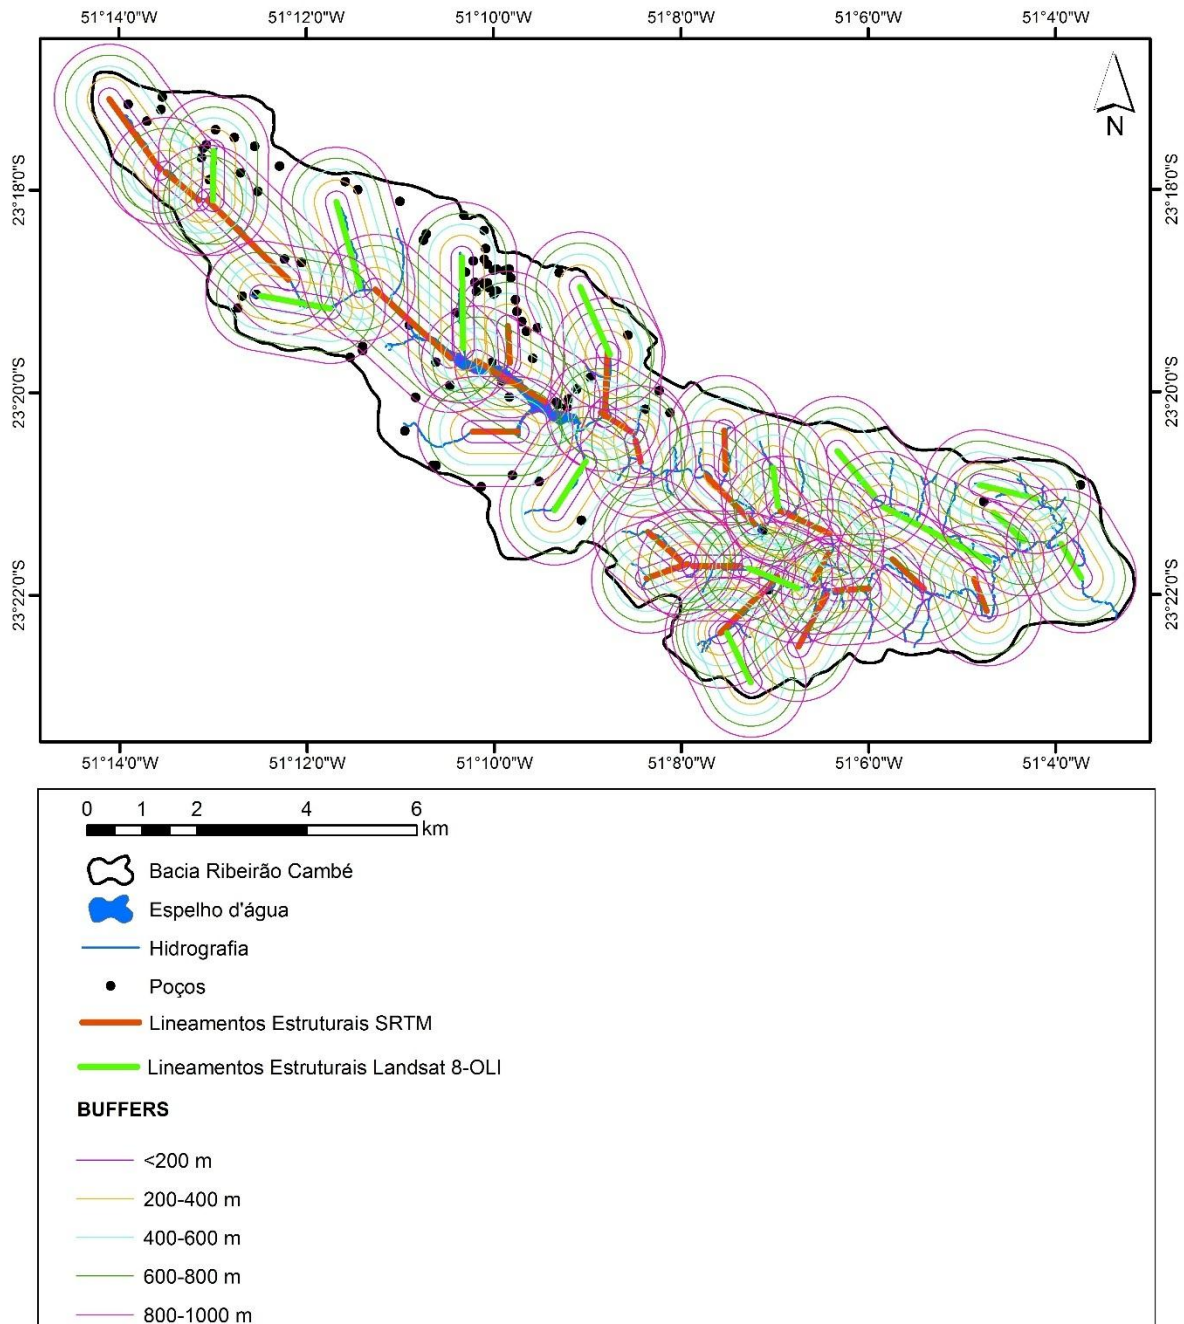 51°14'0"W 51°12'0"W 51°10'0"W 51°8'0"W 51°6'0"W 51°4'0"W
N
23°18'0"S 23°18'0"S
23°20'0"S 23°20'0"S
23°22'0"S 23°22'0"S
51°14'0"W 51°12'0"W 51°10'0"W 51°8'0"W 51°6'0"W 51°4'0"W
0 1 2 4 6
km
Bacia Ribeirão Cambé
Espelho d'água
Hidrografia
Poços
Lineamentos Estruturais SRTM
Lineamentos Estruturais Landsat 8-OLI
BUFFERS
<200 m
200-400 m
400-600 m
600-800 m
800-1000 m